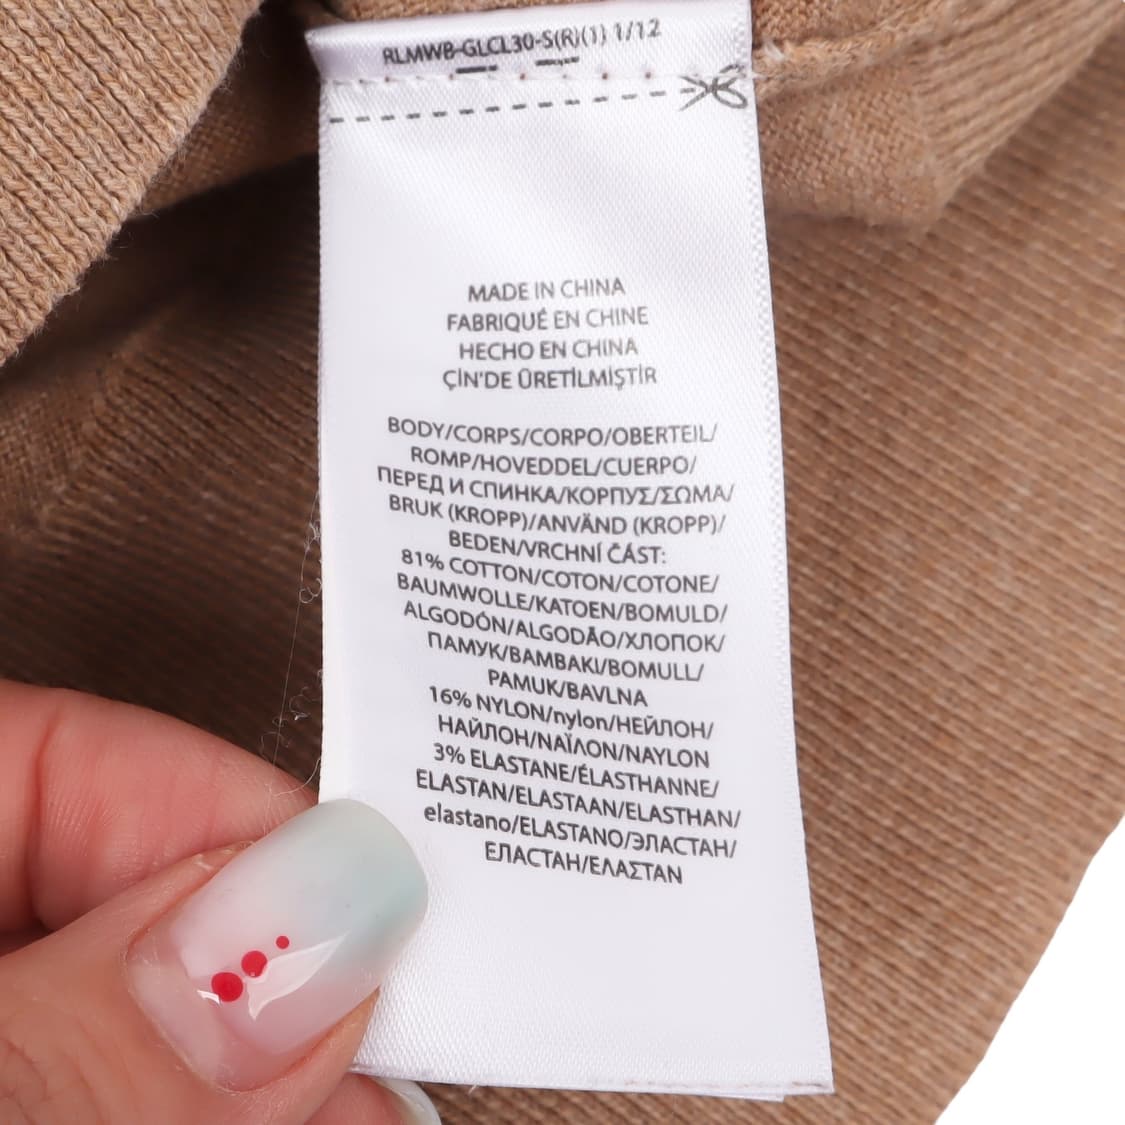 RLMWB-GLCL30-S(R)(1) 1/12
MADE IN CHINA
FABRIQUÉ EN CHINE
HECHO EN CHINA
ÇİN'DE ÜRETİLMİŞTİR
BODY/CORPS/CORPO/OBERTEIL/
ROMP/HOVEDDEL/CUERPO/
ПЕРЕД И СПИНКА/КОРПУΣ/ΣΩΜΑ/
BRUK (KROPP)/ANVÄND (KROPP)/
BEDEN/VRCHNÍ ČÁST:
81% COTTON/COTON/COTONE/
BAUMWOLLE/KATOEN/BOMULD/
ALGODÓN/ALGODÃO/ХЛОПОК/
ПАМУК/ΒΑΜΒΑΚΙ/BOMULL/
PAMUK/BAVLNA
16% NYLON/nylon/НЕЙЛОН/
НАЙЛОН/ΝΑΪΛΟΝ/NAYLON
3% ELASTANE/ÉLASTHANNE/
ELASTAN/ELASTAAN/ELASTHAN/
elastano/ELASTANO/ЭЛАСТАН/
ЕЛАСТАН/ΕΛΑΣΤΑΝ